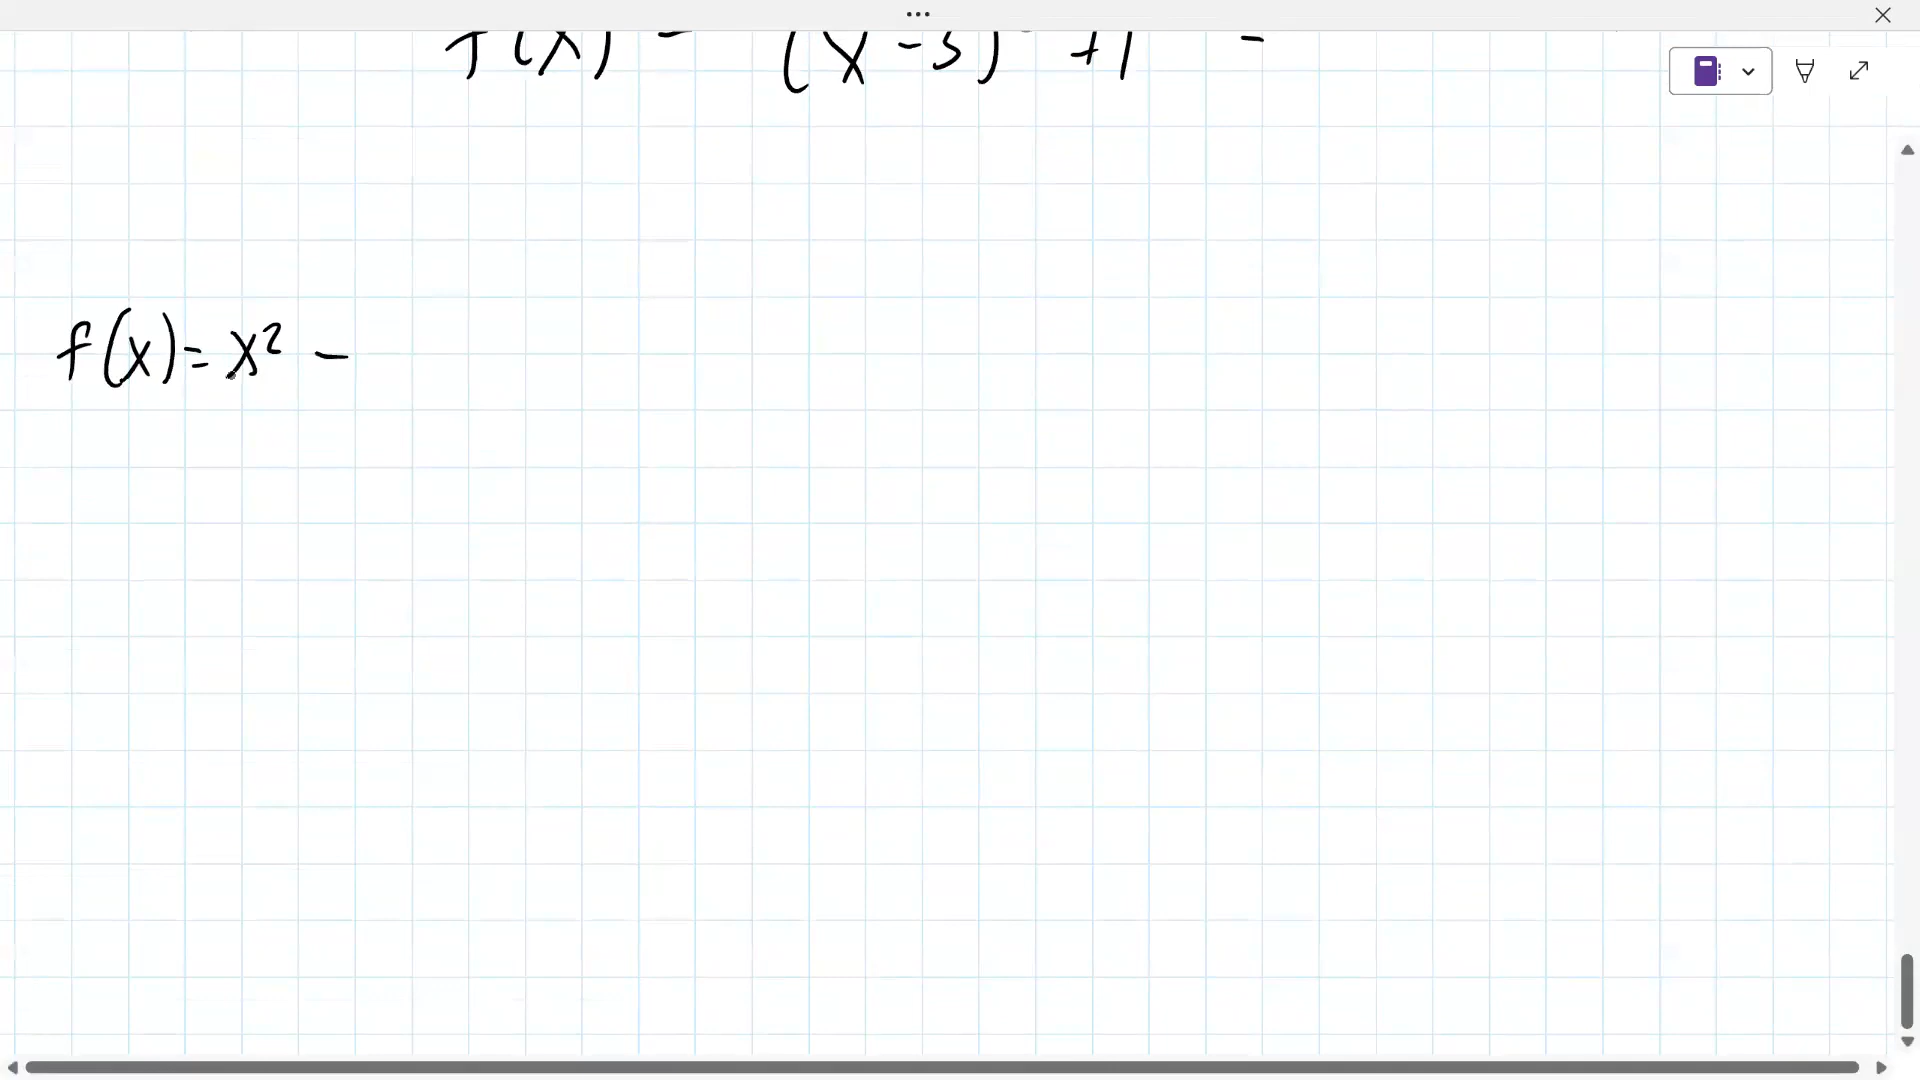 f(x) = (x-3) +1 =
f(x) = x² -